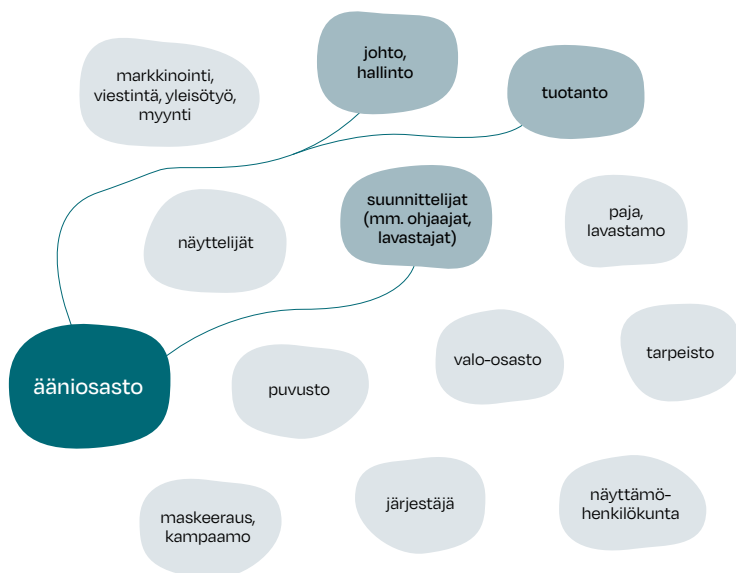 johto,
hallinto
markkinointi,
viestintä, yleisötyö,
myynti
tuotanto
suunnittelijat
(mm. ohjaajat,
lavastajat)
paja,
lavastamo
näyttelijät
valo-osasto
tarpeisto
ääniosasto
puvusto
näyttämö-
henkilökunta
järjestäjä
maskeeraus,
kampaamo